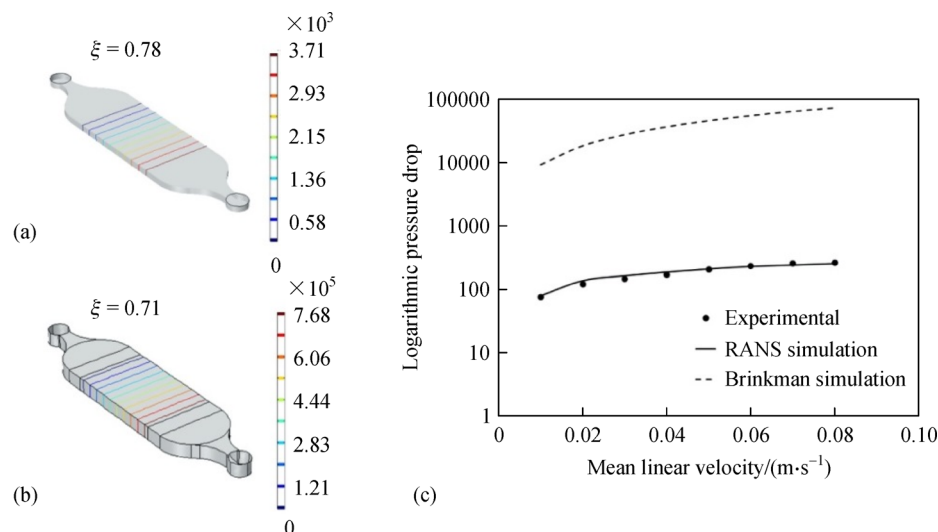 ×10³
ξ = 0.78
3.71
2.93
2.15
1.36
0.58
0
(a)
×10⁵
ξ = 0.71
7.68
6.06
4.44
2.83
1.21
0
(b)
Logarithmic pressure drop
100000
10000
1000
100
10
1
Experimental
RANS simulation
Brinkman simulation
0
0.02
0.04
0.06
0.08
0.10
Mean linear velocity/(m·s⁻¹)
(c)